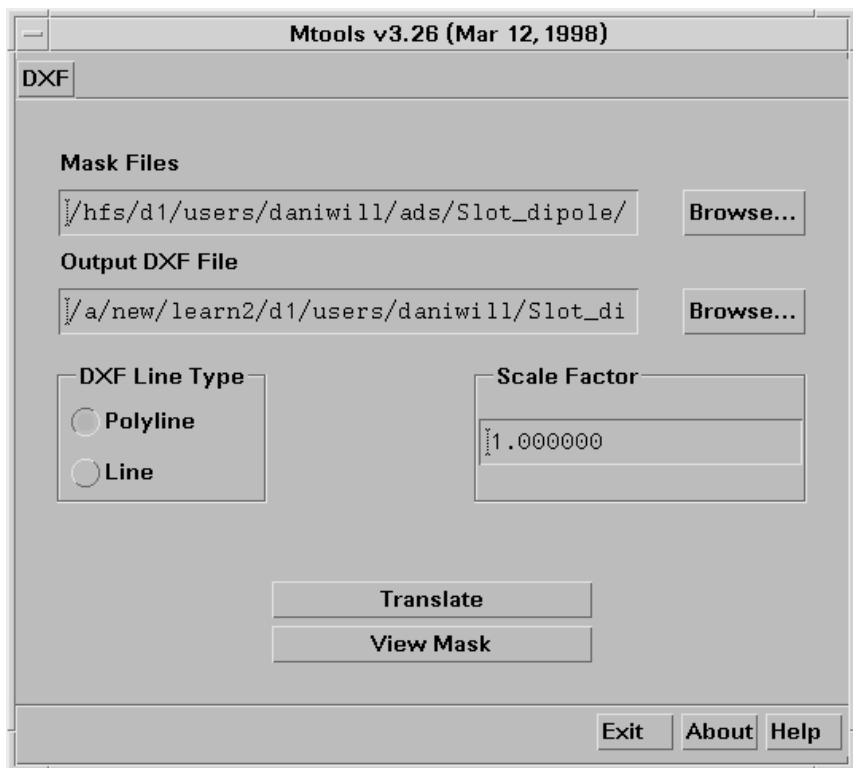 Mtools v3.26 (Mar 12, 1998)
DXF
Mask Files
/hfs/d1/users/daniwill/ads/Slot_dipole/
Browse...
Output DXF File
/a/new/learn2/d1/users/daniwill/Slot_di
Browse...
DXF Line Type
Polyline
Line
Scale Factor
1.000000
Translate
View Mask
Exit
About
Help